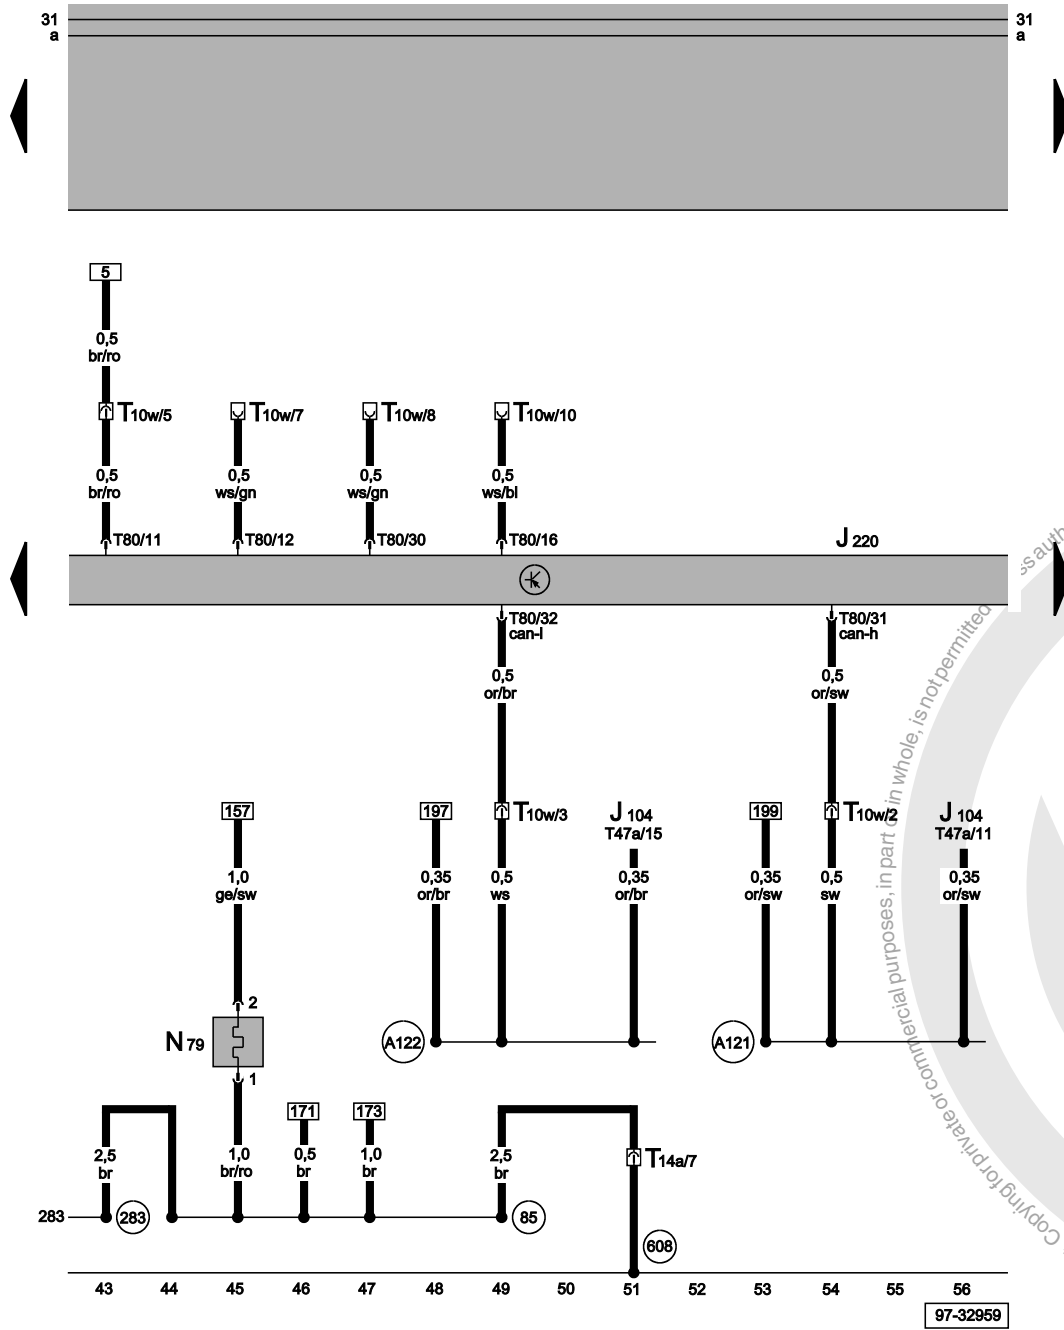 31 31
a a
5
0,5
br/ro
T10w/5 T10w/7 T10w/8 T10w/10
0,5 0,5 0,5 0,5
br/ro ws/gn ws/gn ws/bl
T80/11 T80/12 T80/30 T80/16 J 220
T80/32 T80/31
can-l can-h
0,5 0,5
or/br or/sw
157 197 T10w/3 J 104 199 T10w/2 J 104
T47a/15 T47a/11
1,0 0,35 0,5 0,35 0,35 0,5 0,35
ge/sw or/br ws or/br or/sw sw or/sw
2
N 79 A122 A121
1
171 173
2,5 1,0 0,5 1,0 2,5 T14a/7
br br/ro br br br
283 283 85
608
43 44 45 46 47 48 49 50 51 52 53 54 55 56
97-32959
Copying for private or commercial purposes, in part or in whole, is not permitted